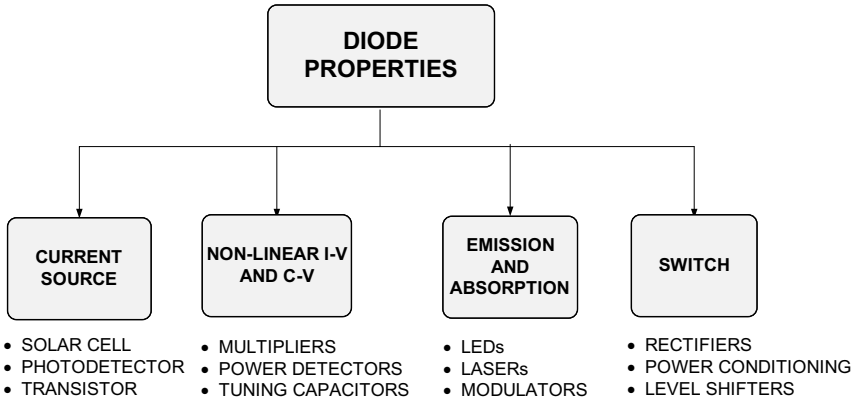 DIODE
PROPERTIES
CURRENT
SOURCE
NON-LINEAR I-V
AND C-V
EMISSION
AND
ABSORPTION
SWITCH
• SOLAR CELL
• PHOTODETECTOR
• TRANSISTOR
• MULTIPLIERS
• POWER DETECTORS
• TUNING CAPACITORS
• LEDs
• LASERs
• MODULATORS
• RECTIFIERS
• POWER CONDITIONING
• LEVEL SHIFTERS